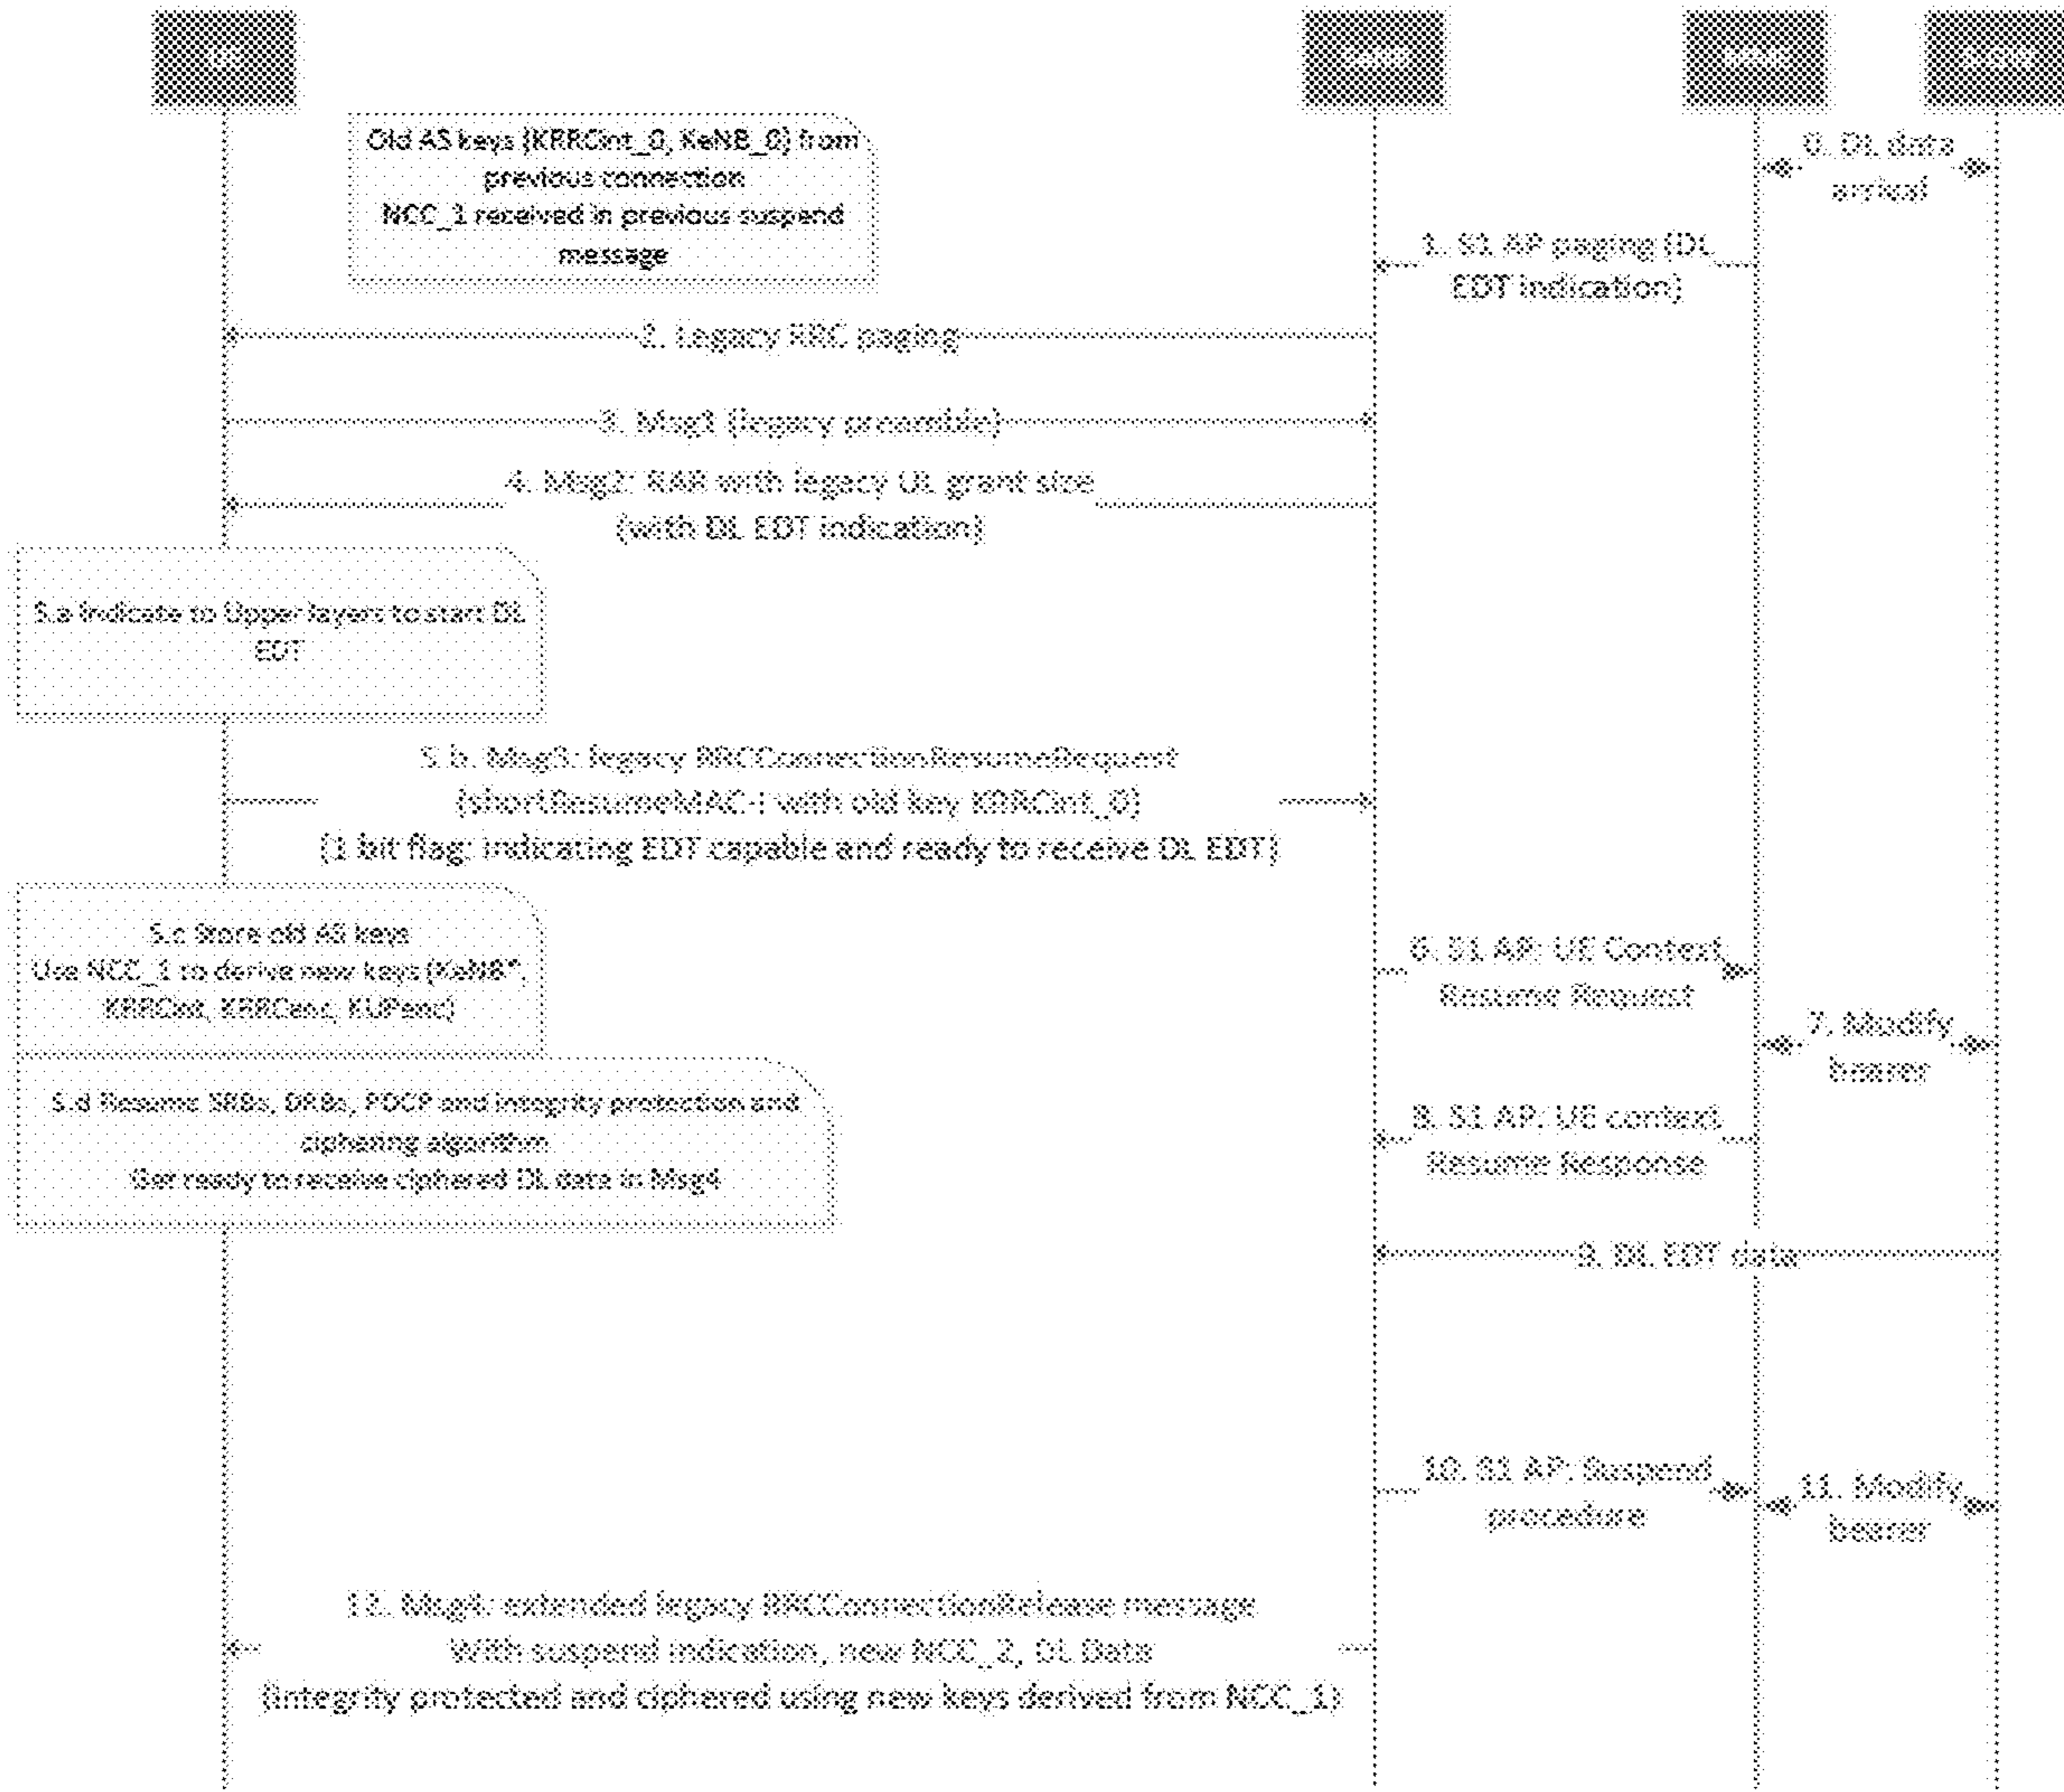 UE
Old AS keys (KRRCint_0, KeNB_0) from
previous connection
NCC_1 received in previous suspend
message
0. DL data
arrival
1. S1 AP paging (DL
EDT indication)
2. Legacy RRC paging
3. Msg1 (legacy preamble)
4. Msg2: RAR with legacy UL grant size
(with DL EDT indication)
5.a Indicate to Upper layers to start DL
EDT
5.b. Msg3: legacy RRCConnectionResumeRequest
(shortResumeMAC-I with old key KRRCint_0)
(1 bit flag: indicating EDT capable and ready to receive DL EDT)
5.c Store old AS keys
Use NCC_1 to derive new keys (KeNB*,
KRRCint, KRRCenc, KUPenc)
6. S1 AP: UE Context
Resume Request
7. Modify
bearer
5.d Resume SRBs, DRBs, PDCP and integrity protection and
ciphering algorithm
Get ready to receive ciphered DL data in Msg4
8. S1 AP: UE context
Resume Response
9. DL EDT data
10. S1 AP: Suspend
procedure
11. Modify
bearer
12. Msg4: extended legacy RRCConnectionRelease message
With suspend indication, new NCC_2, DL Data
(integrity protected and ciphered using new keys derived from NCC_1)